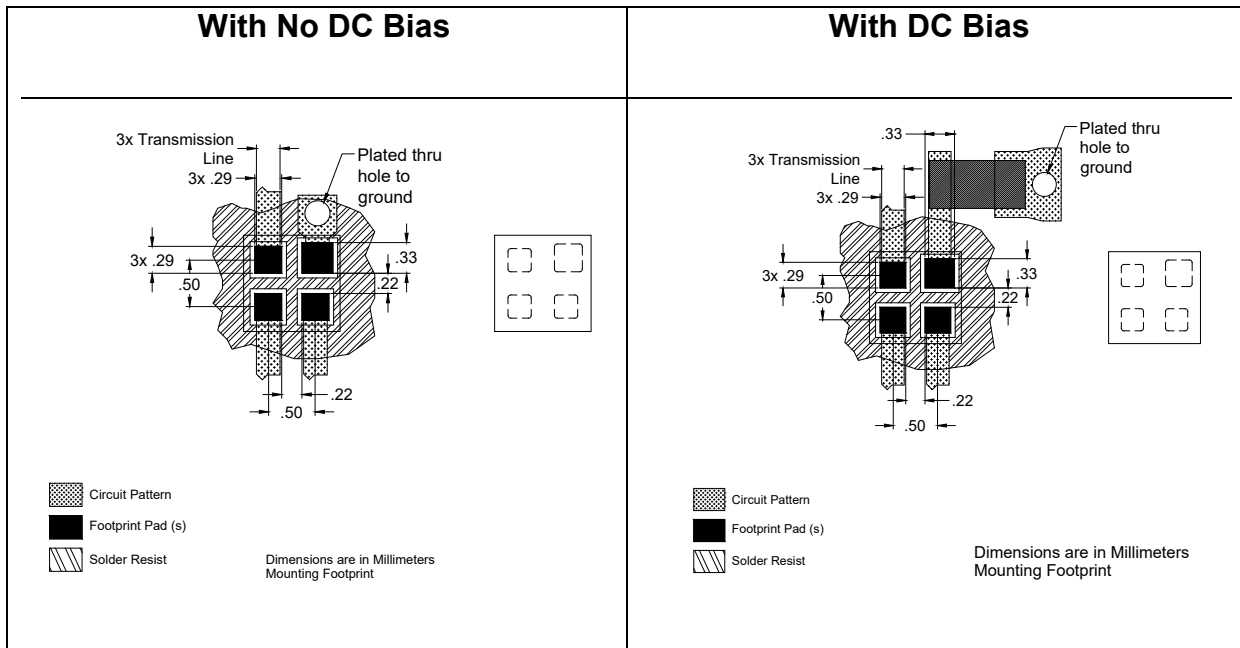 With No DC Bias
3x Transmission
Line
3x .29
Plated thru
hole to
ground
3x .29
.50
.33
.22
.22
.50
Circuit Pattern
Footprint Pad (s)
Solder Resist
Dimensions are in Millimeters
Mounting Footprint
With DC Bias
.33
3x Transmission
Line
3x .29
Plated thru
hole to
ground
3x .29
.50
.33
.22
.22
.50
Circuit Pattern
Footprint Pad (s)
Solder Resist
Dimensions are in Millimeters
Mounting Footprint